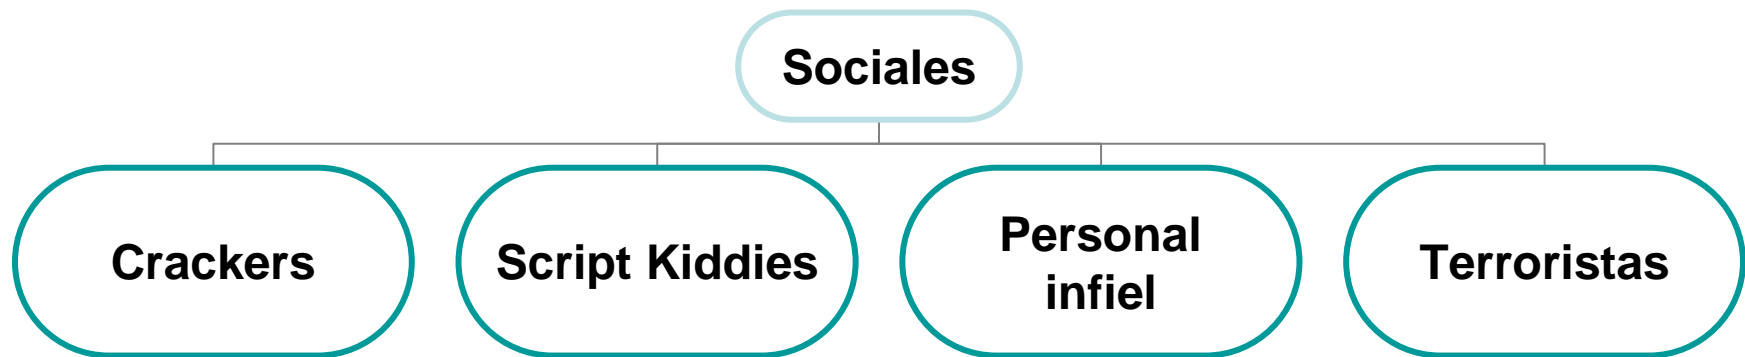 Sociales
Crackers
Script Kiddies
Personal
infiel
Terroristas